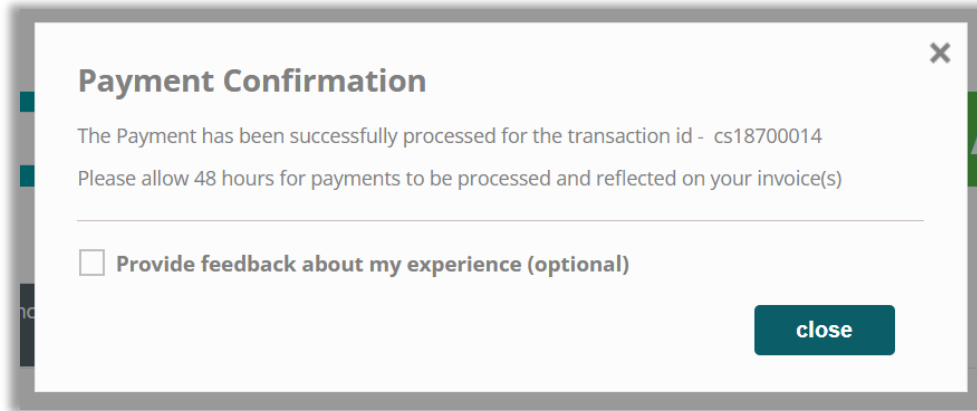 Payment Confirmation
The Payment has been successfully processed for the transaction id - cs18700014
Please allow 48 hours for payments to be processed and reflected on your invoice(s)
Provide feedback about my experience (optional)
close